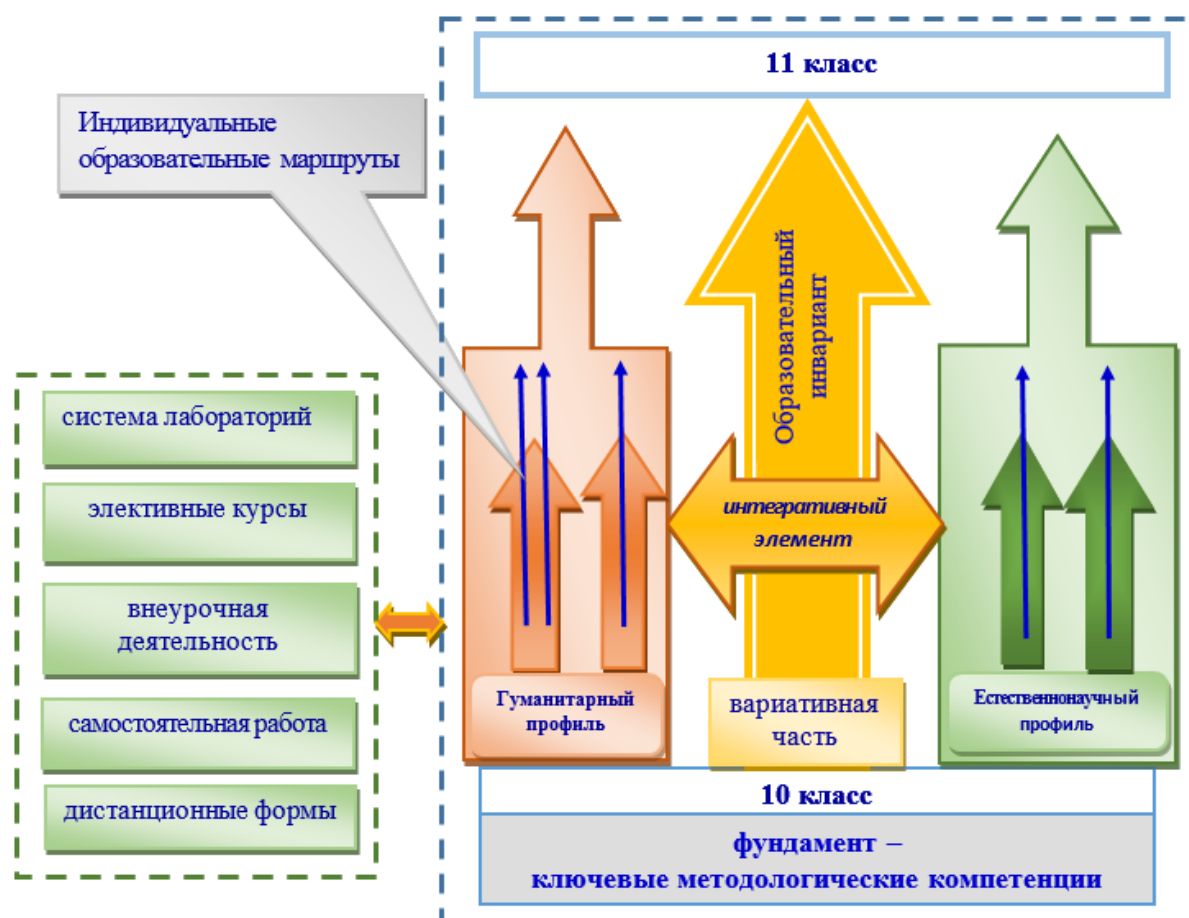 11 класс
Индивидуальные
образовательные маршруты
Образовательный
инвариант
система лабораторий
элективные курсы
внеурочная
деятельность
самостоятельная работа
дистанционные формы
интегративный
элемент
Гуманитарный
профиль
вариативная
часть
Естественнонаучный
профиль
10 класс
фундамент –
ключевые методологические компетенции